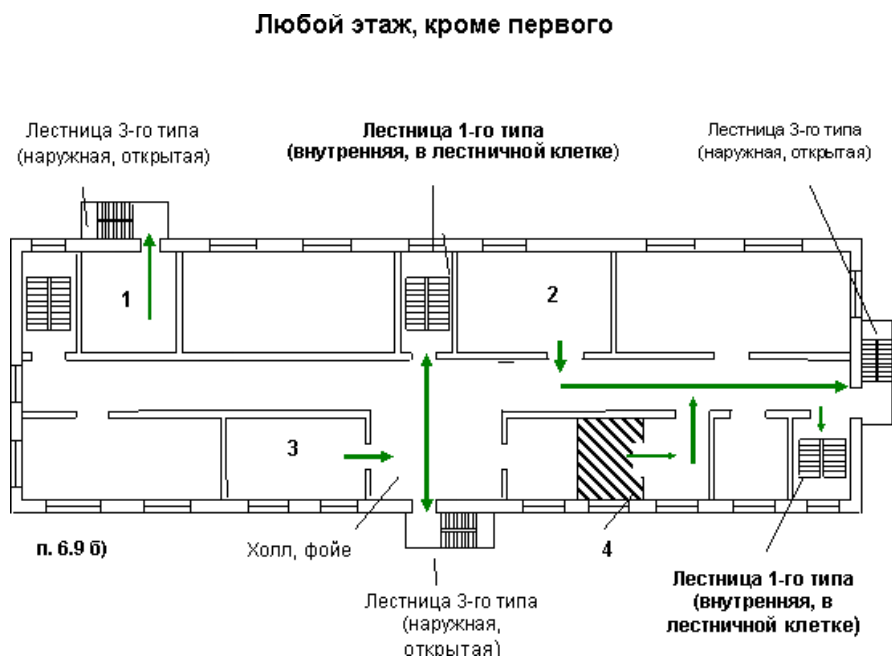 Любой этаж, кроме первого
Лестница 3-го типа
(наружная, открытая)
Лестница 1-го типа
(внутренняя, в лестничной клетке)
Лестница 3-го типа
(наружная, открытая)
1
2
3
п. 6.9 б)
Холл, фойе
4
Лестница 3-го типа
(наружная,
открытая)
Лестница 1-го типа
(внутренняя, в
лестничной клетке)